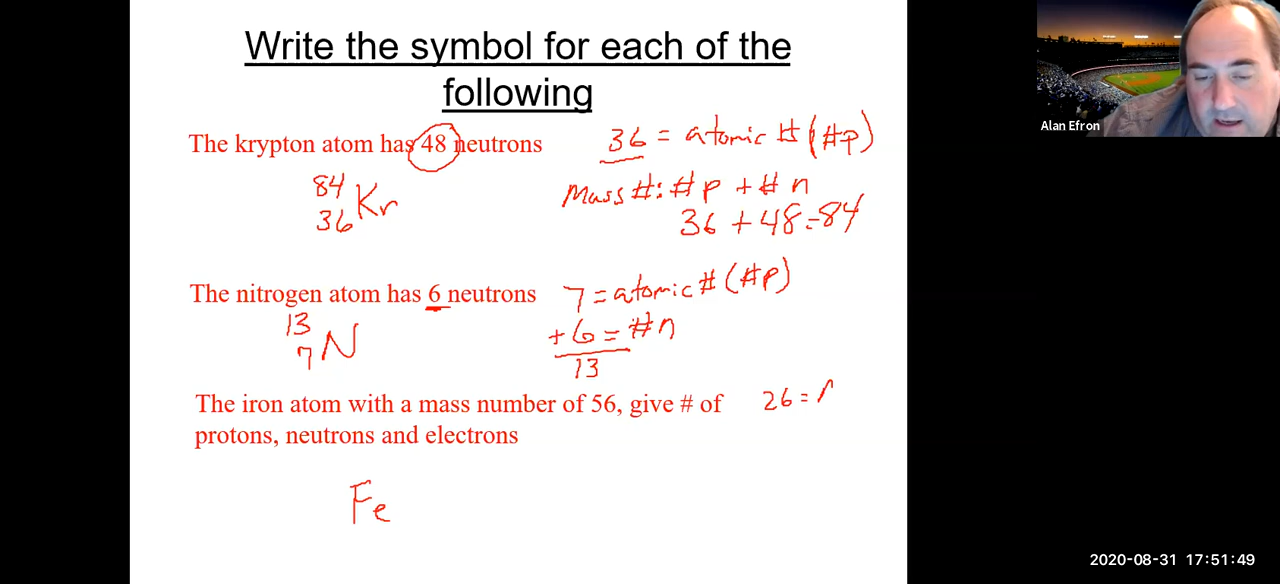 Write the symbol for each of the
following
The krypton atom has 48 neutrons
36 = atomic # (#p)
84
36 Kr
Mass #: # p + # n
36 + 48 = 84
The nitrogen atom has 6 neutrons
7 = atomic # (#p)
13
7 N
+ 6 = # n
13
The iron atom with a mass number of 56, give # of
protons, neutrons and electrons
26 =
Fe
Alan Efron
2020-08-31 17:51:49